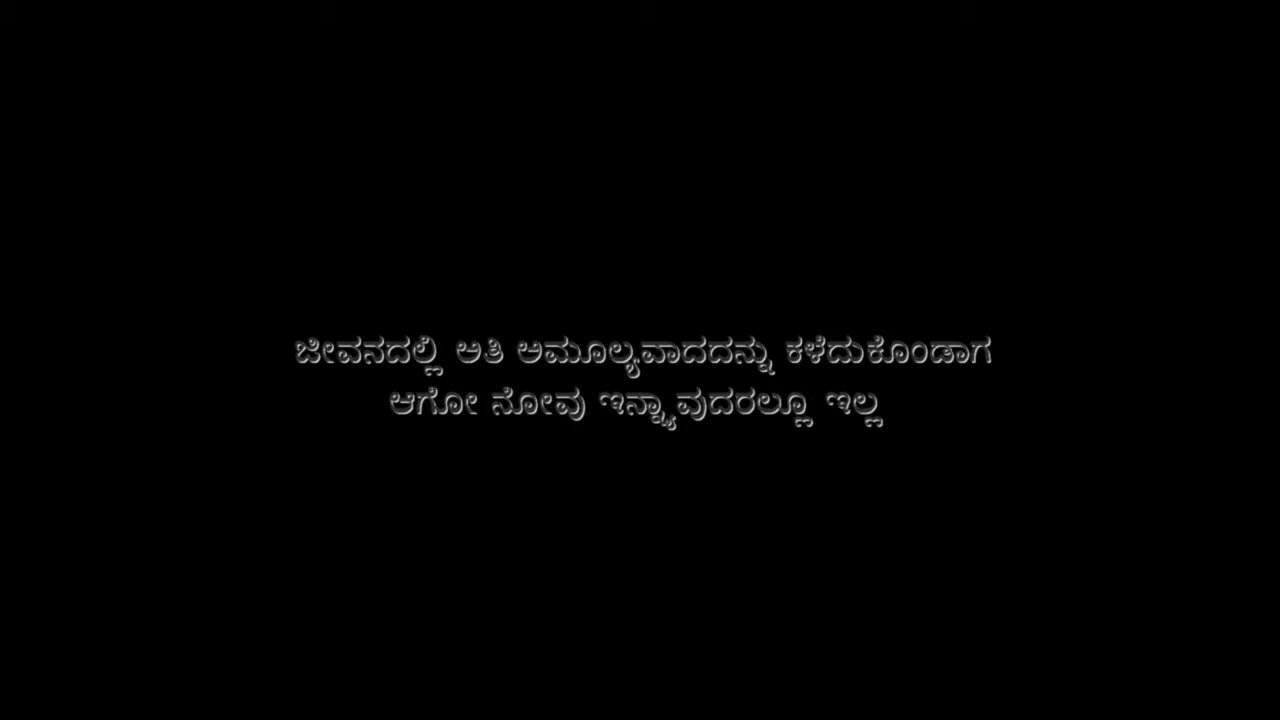 ಜೀವನದಲ್ಲಿ ಅತಿ ಅಮೂಲ್ಯವಾದದನ್ನು ಕಳೆದುಕೊಂಡಾಗ
ಆಗೋ ನೋವು ಇನ್ನ್ಯಾವುದರಲ್ಲೂ ಇಲ್ಲ